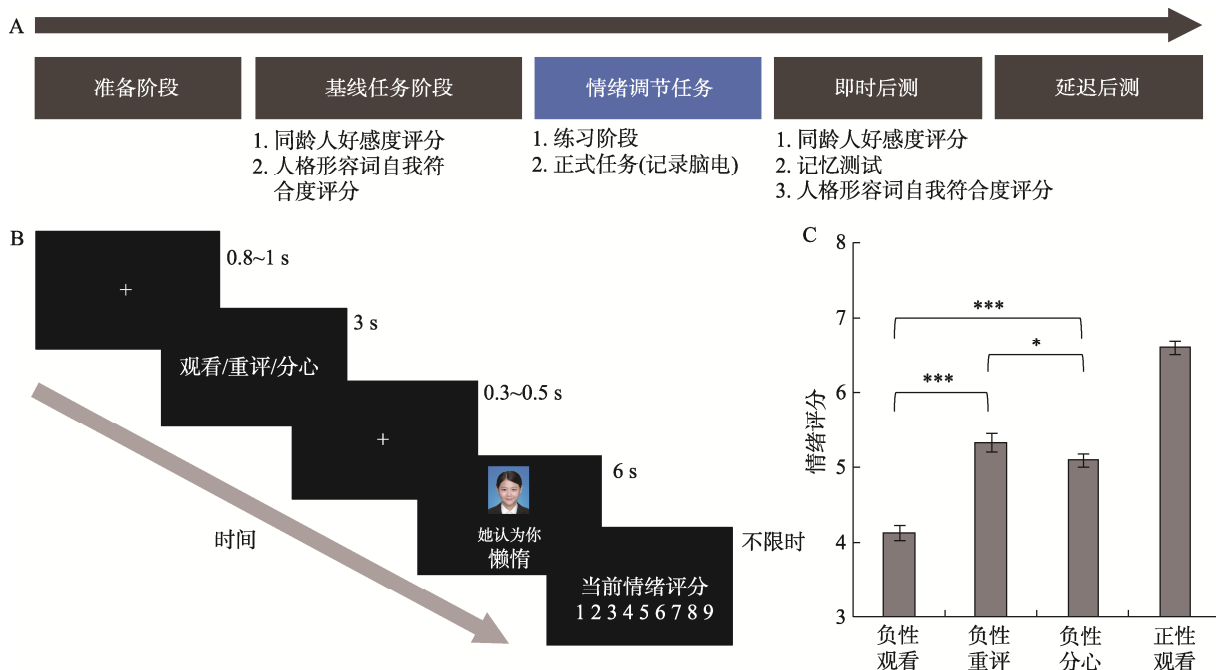 A
准备阶段
基线任务阶段
情绪调节任务
即时后测
延迟后测
1. 同龄人好感度评分
2. 人格形容词自我符
合度评分
1. 练习阶段
2. 正式任务(记录脑电)
1. 同龄人好感度评分
2. 记忆测试
3. 人格形容词自我符合度评分
B
+
0.8~1 s
观看/重评/分心
3 s
+
0.3~0.5 s
她认为你
懒惰
6 s
当前情绪评分
1 2 3 4 5 6 7 8 9
不限时
时间
C
情绪评分
8
7
6
5
4
3
***
*
***
负性
观看
负性
重评
负性
分心
正性
观看